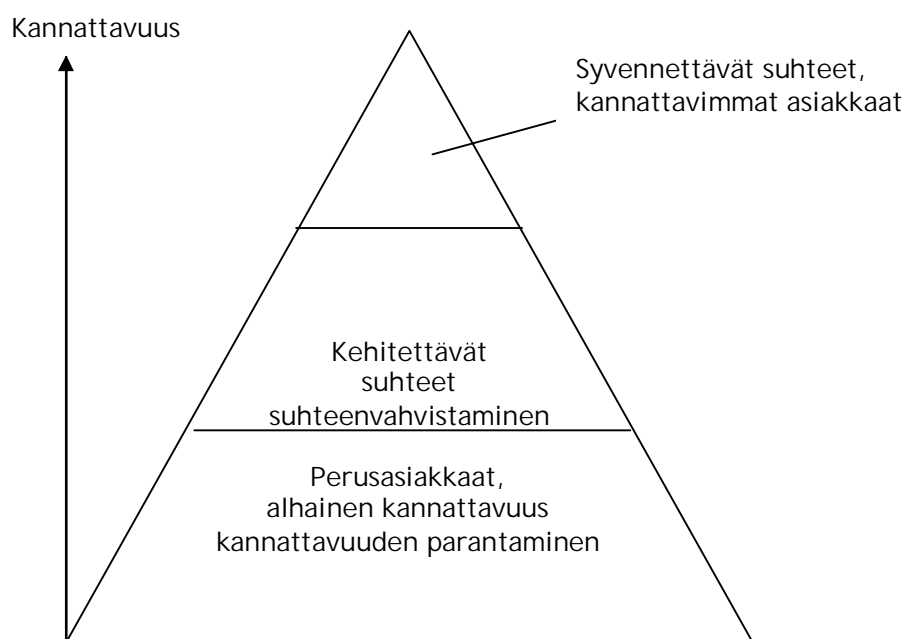 Kannattavuus
Syvennettävät suhteet,
kannattavimmat asiakkaat
Kehitettävät
suhteet
suhteenvahvistaminen
Perusasiakkaat,
alhainen kannattavuus
kannattavuuden parantaminen